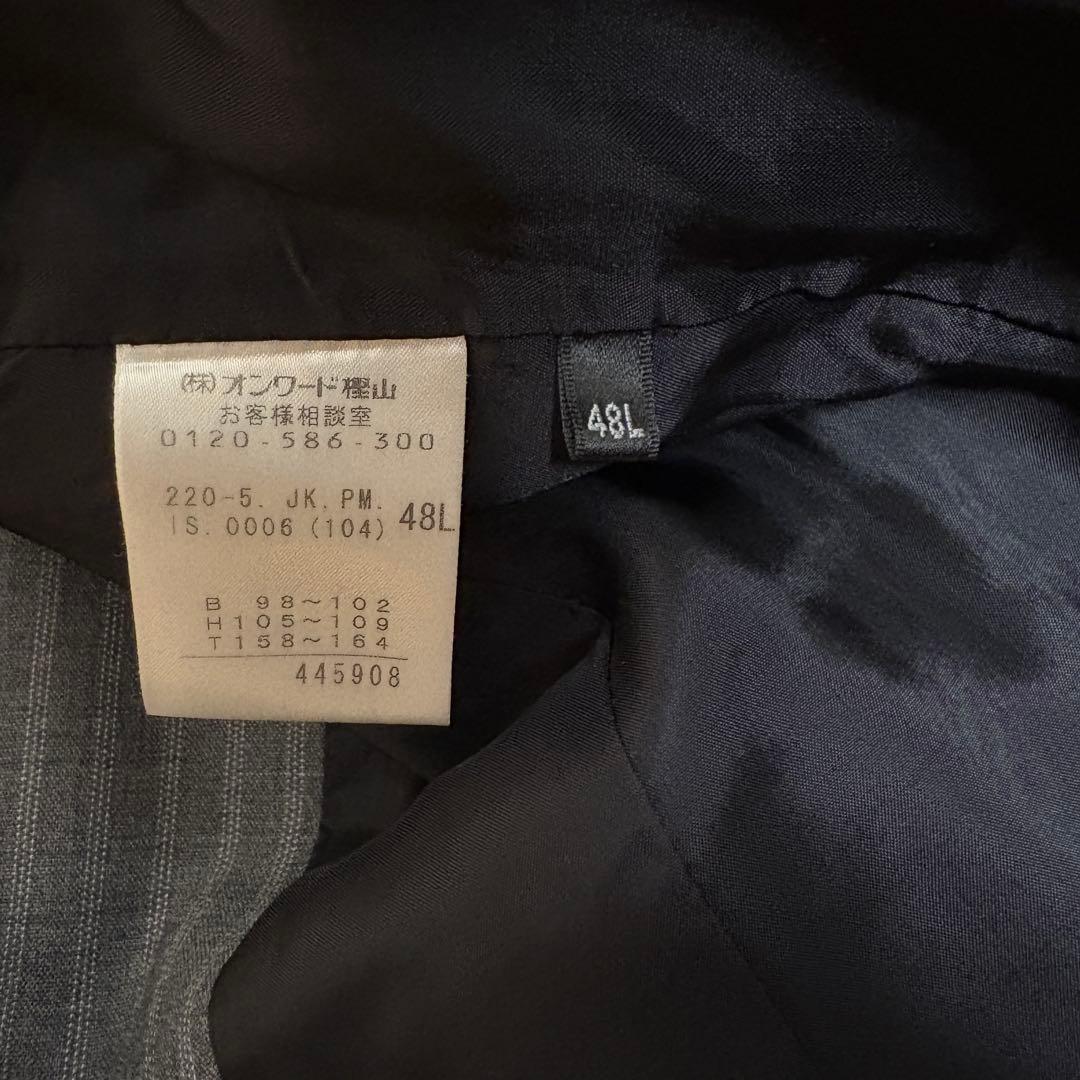 (株)オンワード樫山
お客様相談室
0120-586-300
220-5. JK. PM.
IS. 0006 (104) 48L
B 98~102
H105~109
T158~164
445908
48L